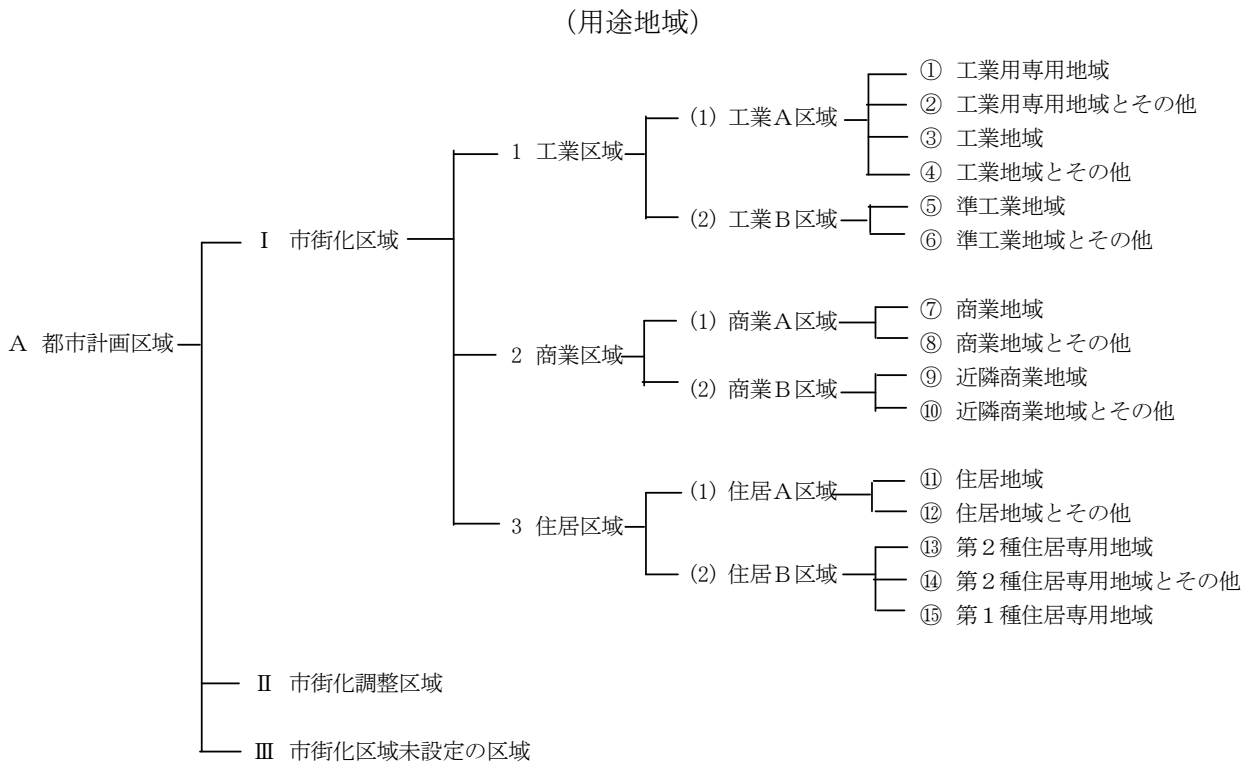 （用途地域）
① 工業用専用地域
② 工業用専用地域とその他
(1) 工業Ａ区域
③ 工業地域
④ 工業地域とその他
1 工業区域
(2) 工業Ｂ区域
⑤ 準工業地域
⑥ 準工業地域とその他
Ⅰ 市街化区域
⑦ 商業地域
(1) 商業Ａ区域
⑧ 商業地域とその他
A 都市計画区域
2 商業区域
⑨ 近隣商業地域
(2) 商業Ｂ区域
⑩ 近隣商業地域とその他
⑪ 住居地域
(1) 住居Ａ区域
⑫ 住居地域とその他
3 住居区域
⑬ 第２種住居専用地域
(2) 住居Ｂ区域
⑭ 第２種住居専用地域とその他
⑮ 第１種住居専用地域
Ⅱ 市街化調整区域
Ⅲ 市街化区域未設定の区域